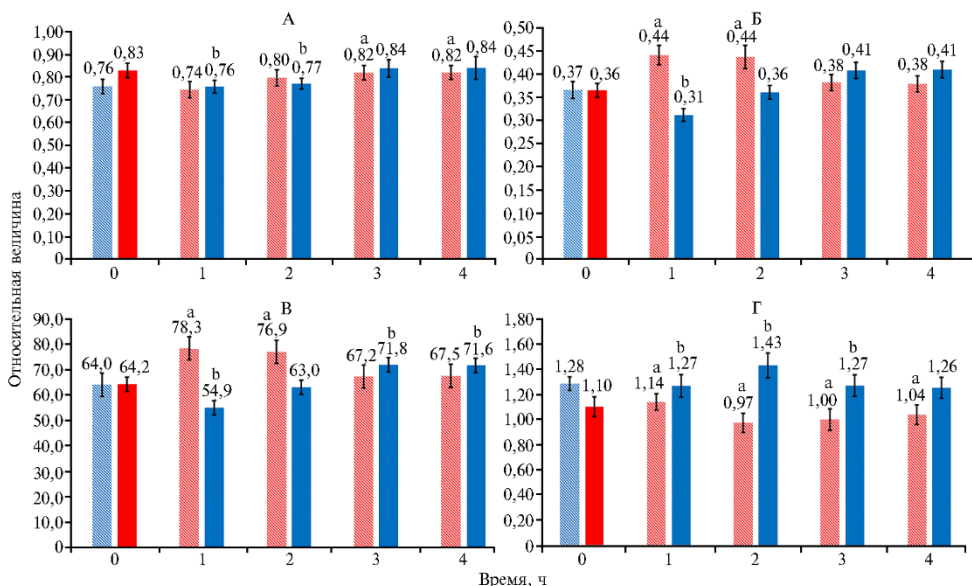 Относительная величина
А
1,00
0,90
0,80
0,70
0,60
0,50
0,40
0,30
0,20
0,10
0
0,76
0,83
0,74
b
0,76
0,80
b
0,77
a
0,82
0,84
a
0,82
0,84
0 1 2 3 4
Б
0,50
0,45
0,40
0,35
0,30
0,35
0,20
0,15
0,10
0,05
0
0,37
0,36
a
0,44
b
0,31
a
0,44
0,36
0,38
0,41
0,38
0,41
0 1 2 3 4
В
90,0
80,0
70,0
60,0
50,0
40,0
30,0
20,0
10,0
0
64,0
64,2
a
78,3
b
54,9
a
76,9
63,0
67,2
b
71,8
67,5
b
71,6
0 1 2 3 4
Г
1,80
1,60
1,40
1,20
1,00
0,80
0,60
0,40
0,20
0
1,28
1,10
a
1,14
b
1,27
a
0,97
b
1,43
a
1,00
b
1,27
a
1,04
1,26
0 1 2 3 4
Время, ч